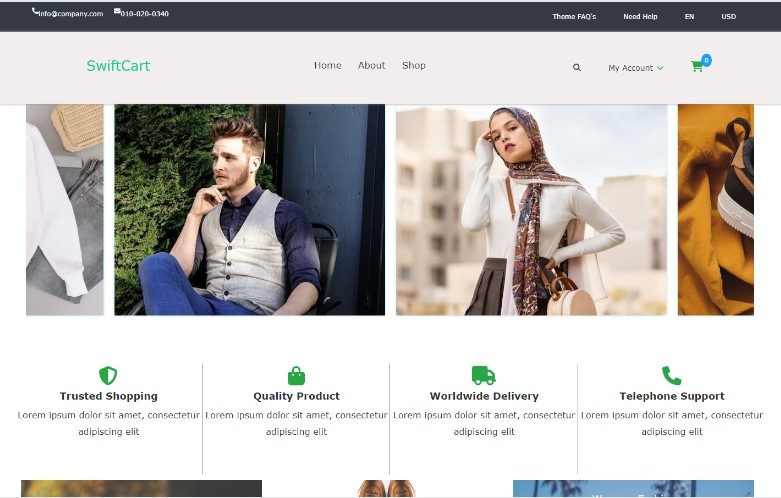 info@company.com 010-020-0340 Theme FAQ's Need Help EN USD
SwiftCart Home About Shop My Account 0
Trusted Shopping Quality Product Worldwide Delivery Telephone Support
Lorem ipsum dolor sit amet, consectetur Lorem ipsum dolor sit amet, consectetur Lorem ipsum dolor sit amet, consectetur Lorem ipsum dolor sit amet, consectetur
adipiscing elit adipiscing elit adipiscing elit adipiscing elit